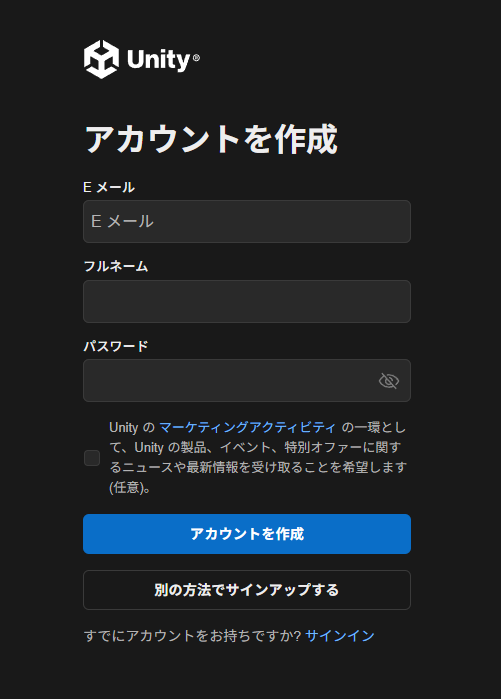 Unity®
アカウントを作成
E メール
E メール
フルネーム
パスワード
Unity の マーケティングアクティビティ の一環とし
て、Unity の製品、イベント、特別オファーに関す
るニュースや最新情報を受け取ることを希望します
(任意)。
アカウントを作成
別の方法でサインアップする
すでにアカウントをお持ちですか? サインイン